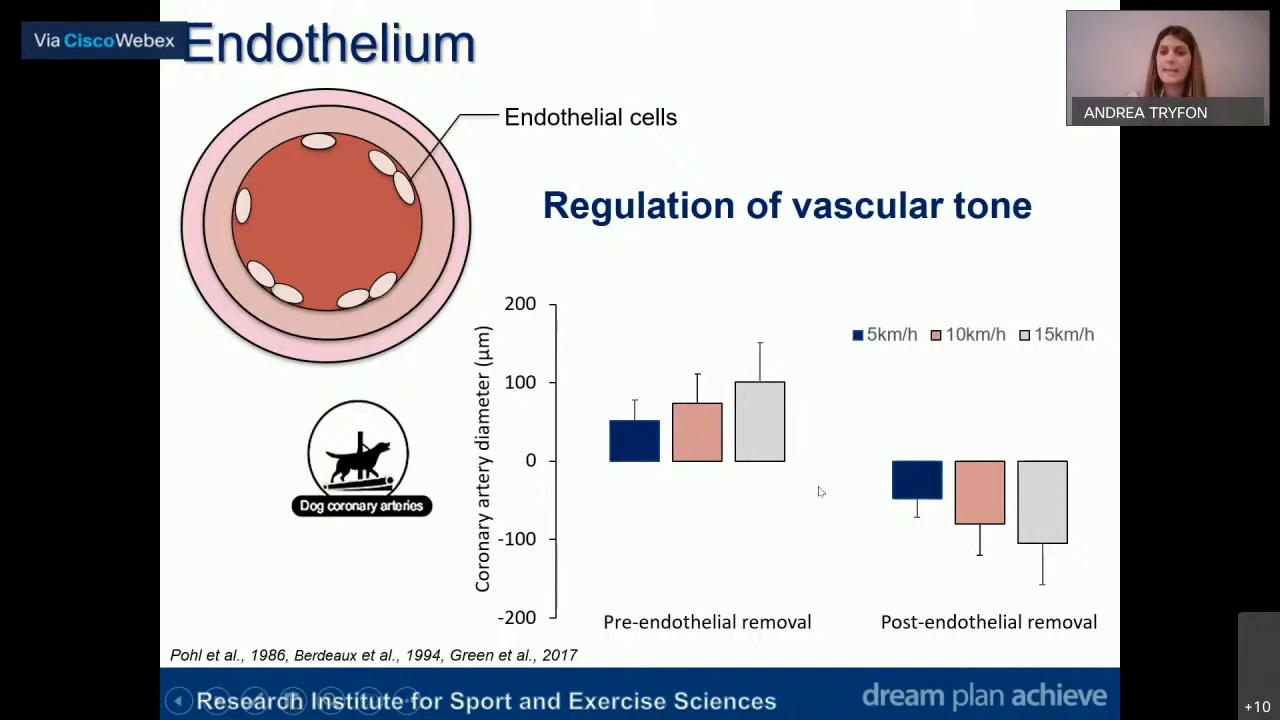 Via CiscoWebex
Endothelium
ANDREA TRYFON
Endothelial cells
Regulation of vascular tone
Coronary artery diameter (µm)
200
100
0
-100
-200
5km/h 10km/h 15km/h
Dog coronary arteries
Pre-endothelial removal
Post-endothelial removal
Pohl et al., 1986, Berdeaux et al., 1994, Green et al., 2017
Research Institute for Sport and Exercise Sciences
dream plan achieve
+10